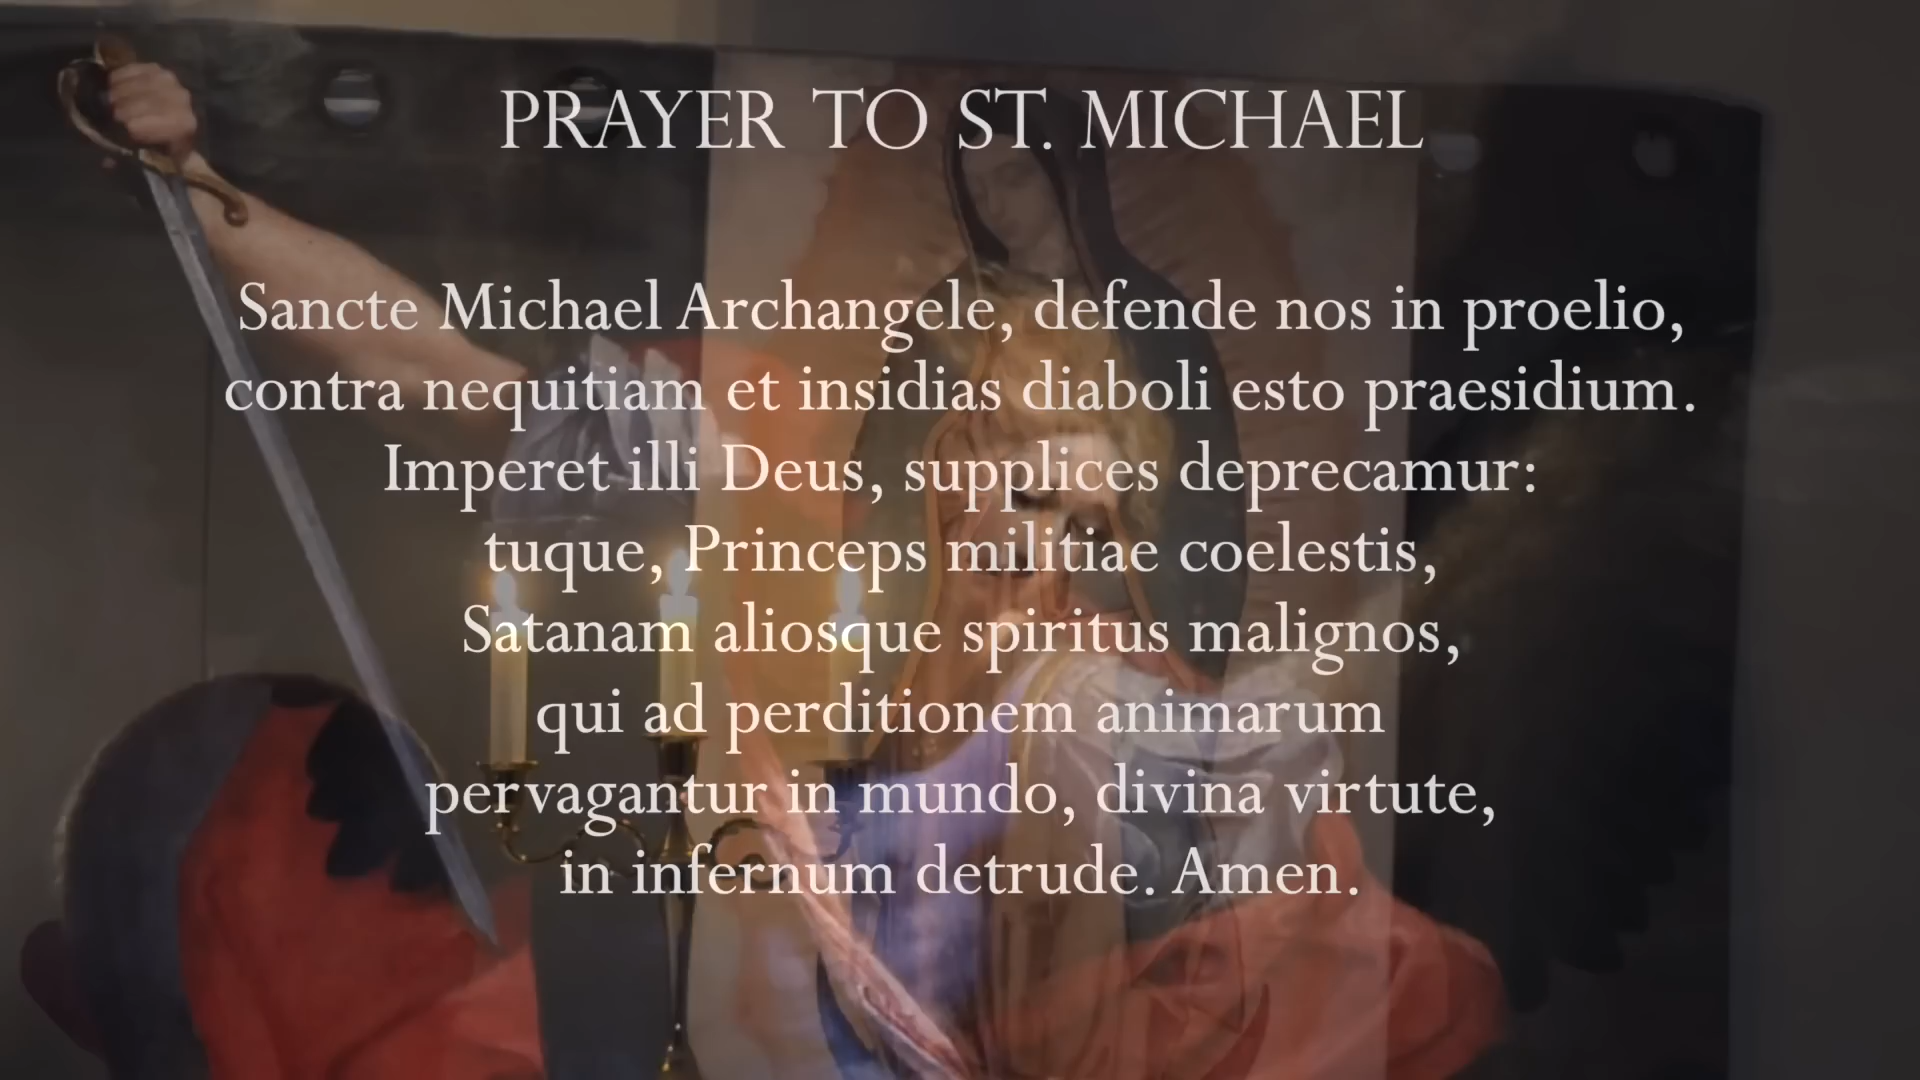 PRAYER TO ST. MICHAEL
Sancte Michael Archangele, defende nos in proelio,
contra nequitiam et insidias diaboli esto praesidium.
Imperet illi Deus, supplices deprecamur:
tuque, Princeps militiae coelestis,
Satanam aliosque spiritus malignos,
qui ad perditionem animarum
pervagantur in mundo, divina virtute,
in infernum detrude. Amen.